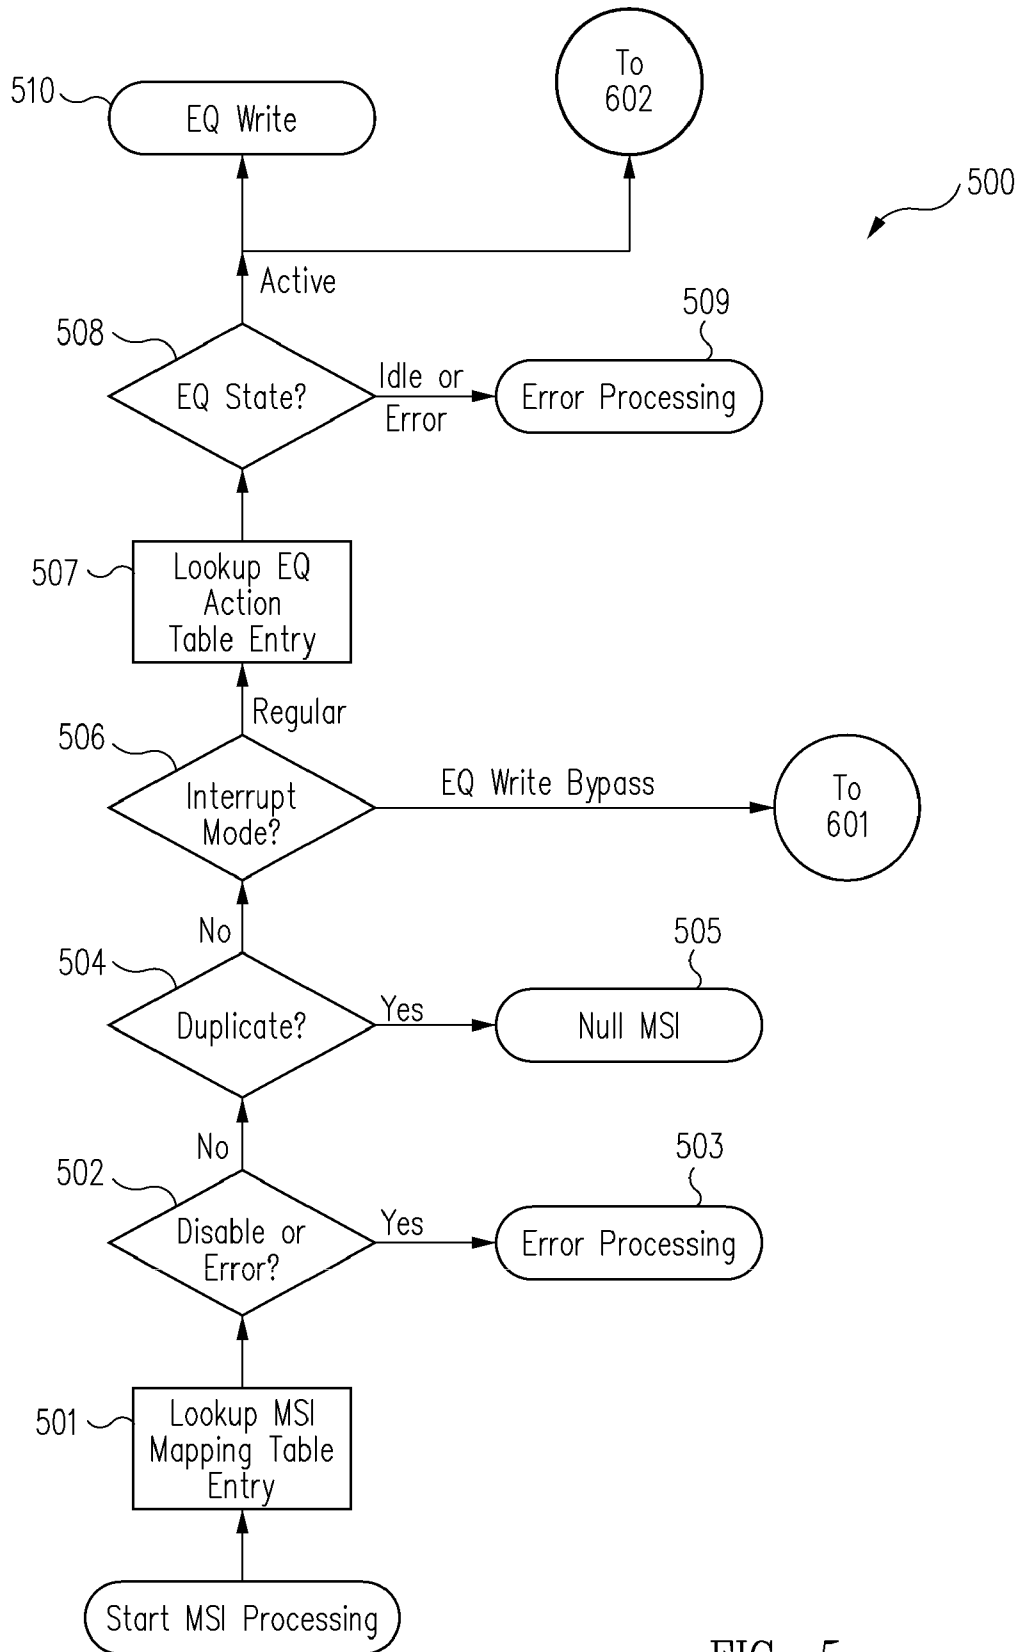 510
EQ Write
To
602
500
Active
509
508
EQ State?
Idle or
Error
Error Processing
507
Lookup EQ
Action
Table Entry
Regular
506
Interrupt
Mode?
EQ Write Bypass
To
601
No
505
504
Duplicate?
Yes
Null MSI
No
503
502
Disable or
Error?
Yes
Error Processing
501
Lookup MSI
Mapping Table
Entry
Start MSI Processing
FIG. 5